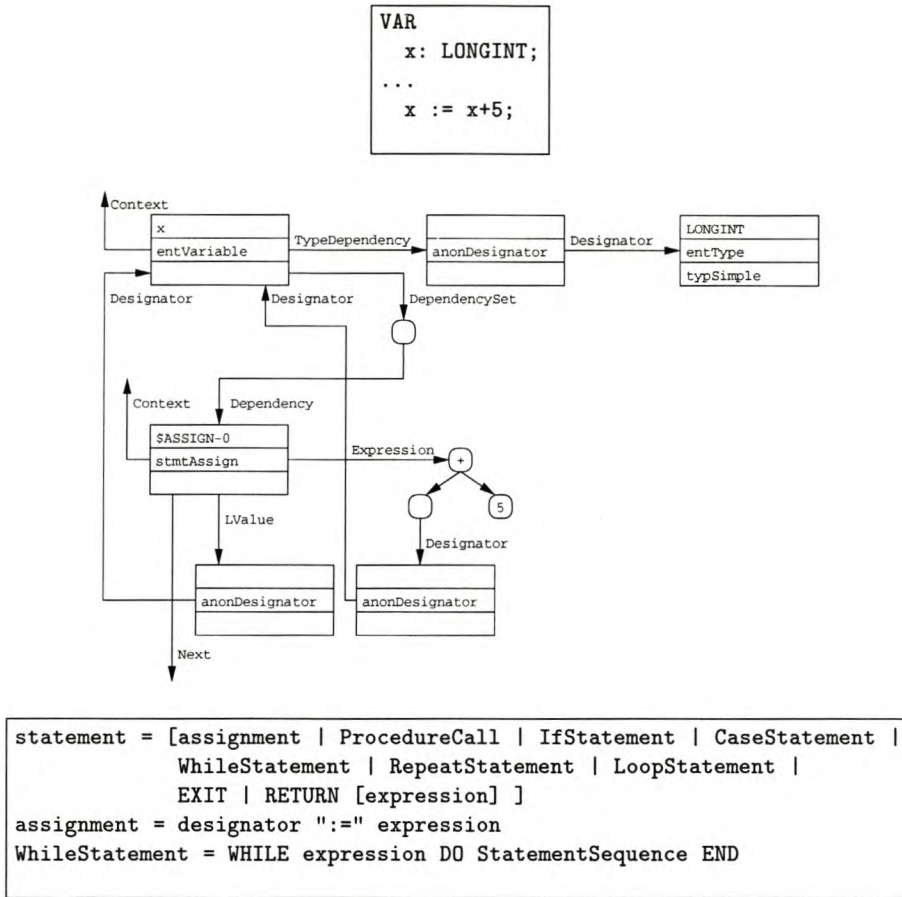 VAR
x: LONGINT;
...
x := x+5;
Context
x
entVariable
TypeDependency
anonDesignator
Designator
LONGINT
entType
typSimple
Designator
Designator
DependencySet
Context
Dependency
$ASSIGN-0
stmtAssign
Expression
+
5
LValue
Designator
anonDesignator
anonDesignator
Next
statement = [assignment | ProcedureCall | IfStatement | CaseStatement |
WhileStatement | RepeatStatement | LoopStatement |
EXIT | RETURN [expression] ]
assignment = designator ":=" expression
WhileStatement = WHILE expression DO StatementSequence END